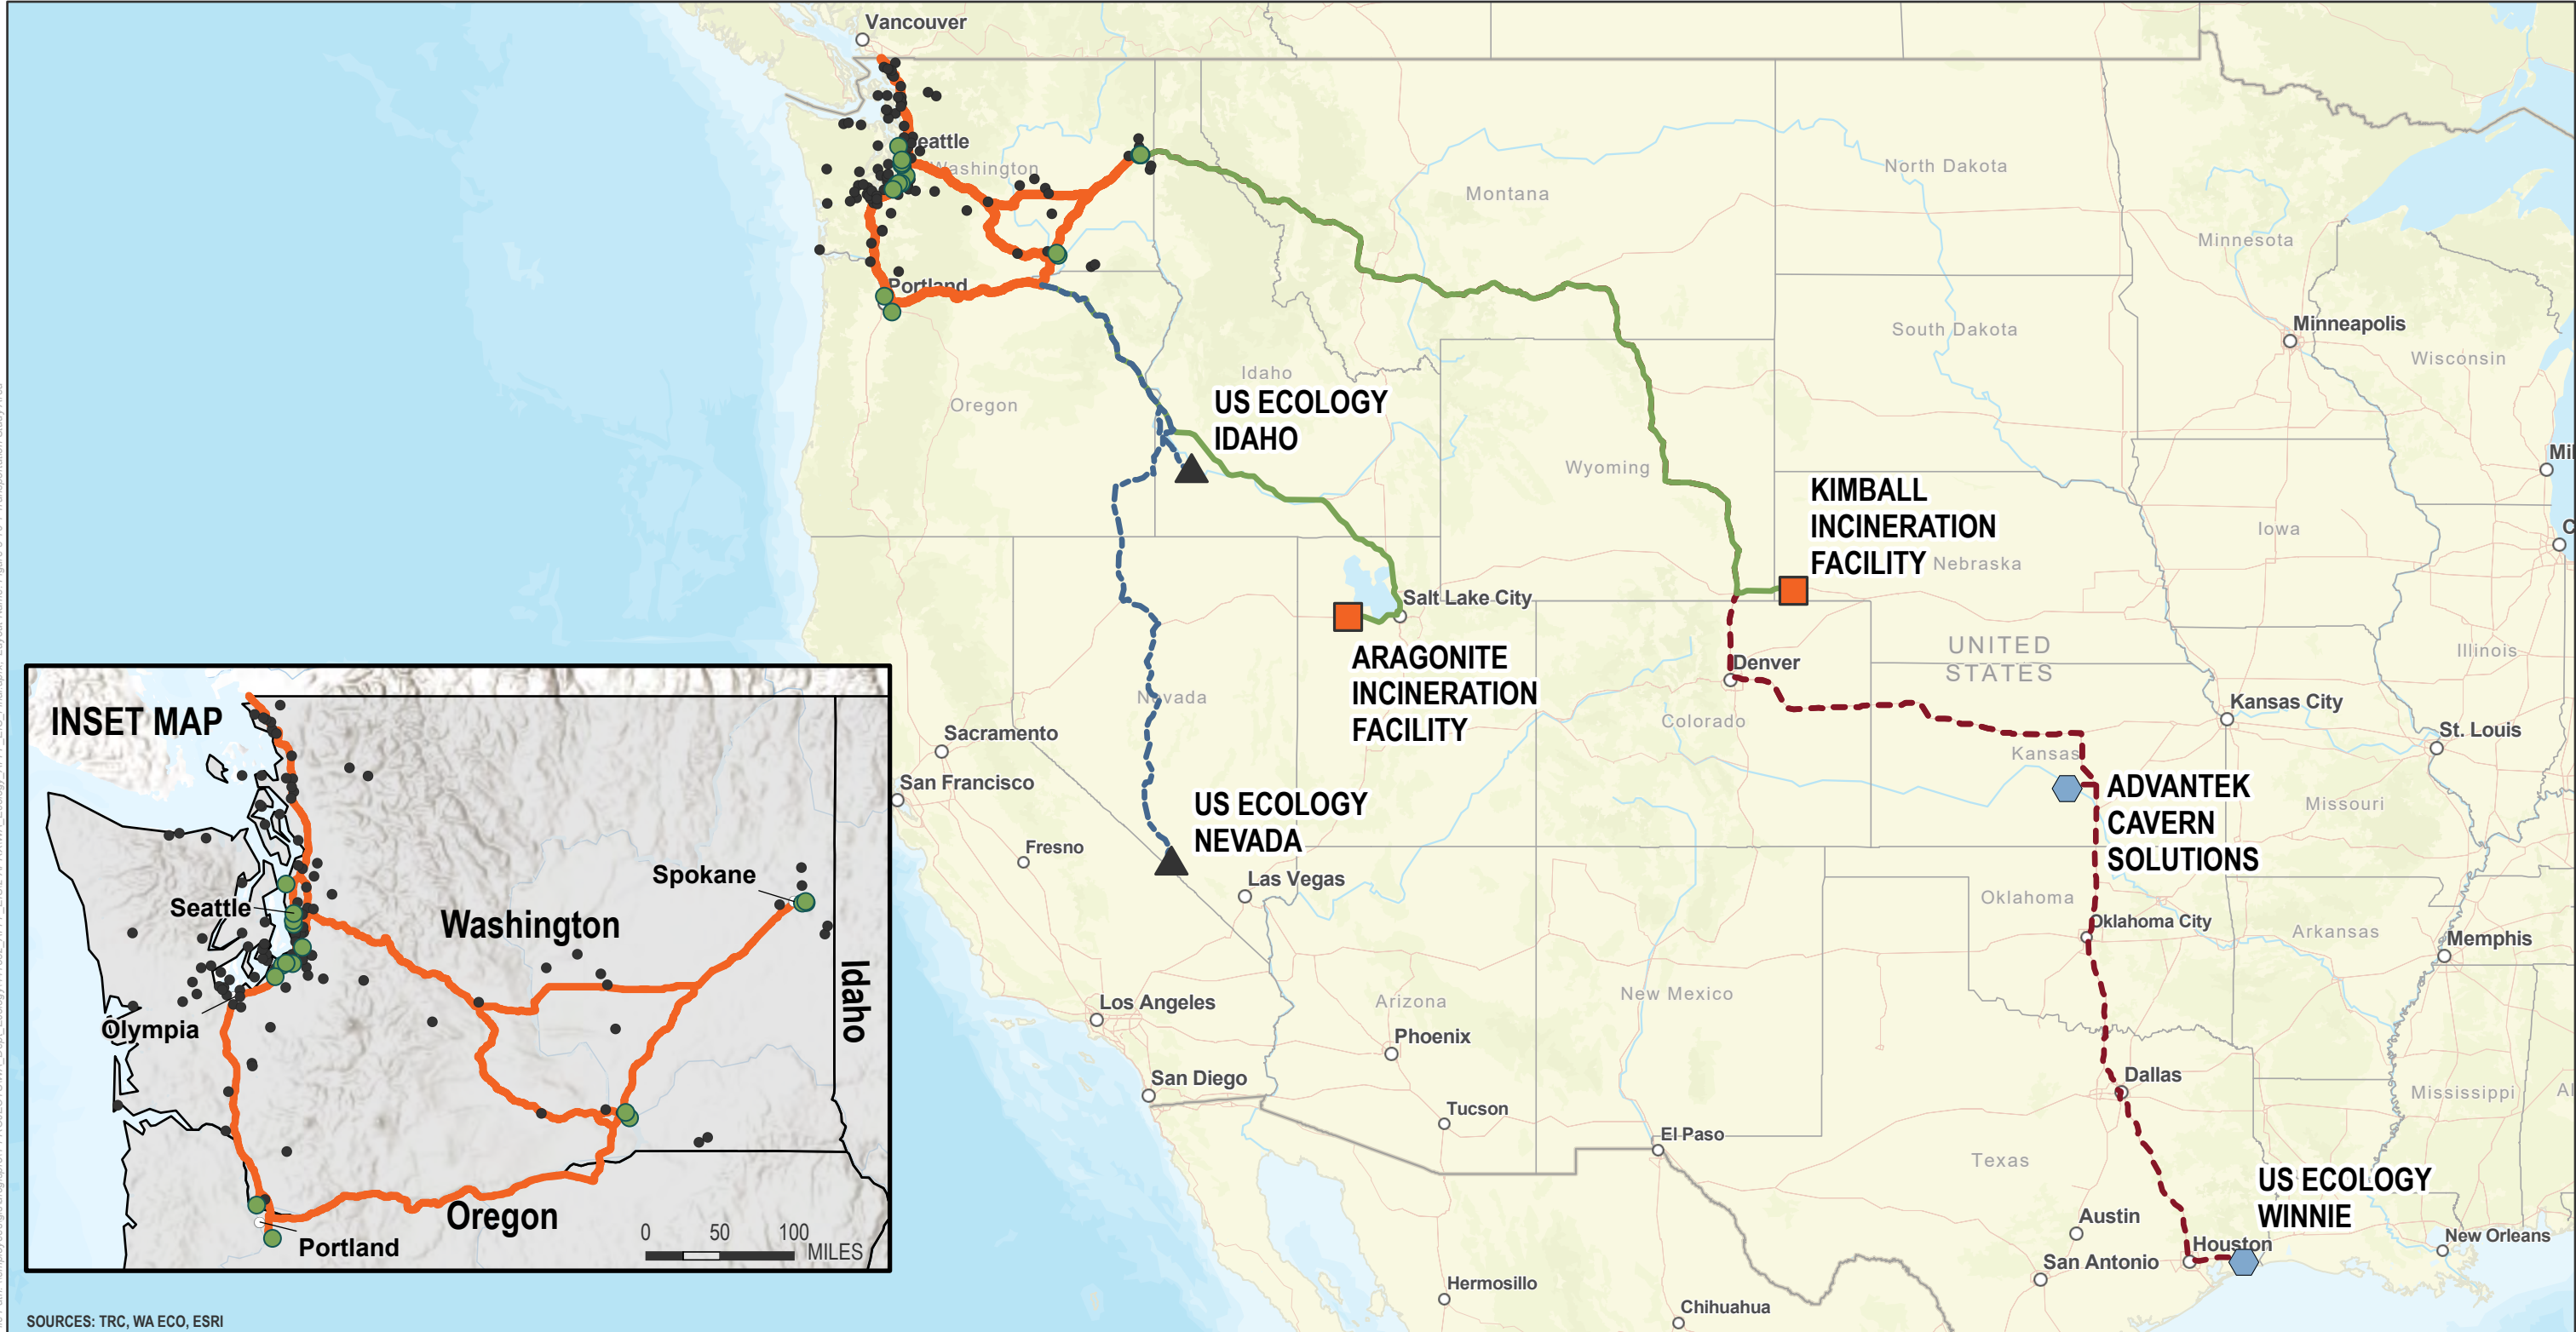 Vancouver
Seattle
Washington
Montana
North Dakota
Minnesota
Portland
South Dakota
Minneapolis
Wisconsin
Idaho
Oregon
US ECOLOGY
IDAHO
Wyoming
KIMBALL
INCINERATION
FACILITY
Nebraska
Iowa
Mil
C
Salt Lake City
ARAGONITE
INCINERATION
FACILITY
Denver
UNITED
STATES
Illinois
Nevada
Colorado
Kansas City
St. Louis
Kansas
Sacramento
San Francisco
US ECOLOGY
NEVADA
ADVANTEK
CAVERN
SOLUTIONS
Missouri
Fresno
Las Vegas
Oklahoma
Oklahoma City
Arkansas
Memphis
Los Angeles
Arizona
New Mexico
Phoenix
San Diego
Dallas
Mississippi
Al
Tucson
El Paso
Texas
US ECOLOGY
WINNIE
Austin
Houston
New Orleans
San Antonio
Hermosillo
Chihuahua
INSET MAP
Spokane
Seattle
Washington
Idaho
Olympia
Oregon
0 50 100
MILES
Portland
SOURCES: TRC, WA ECO, ESRI